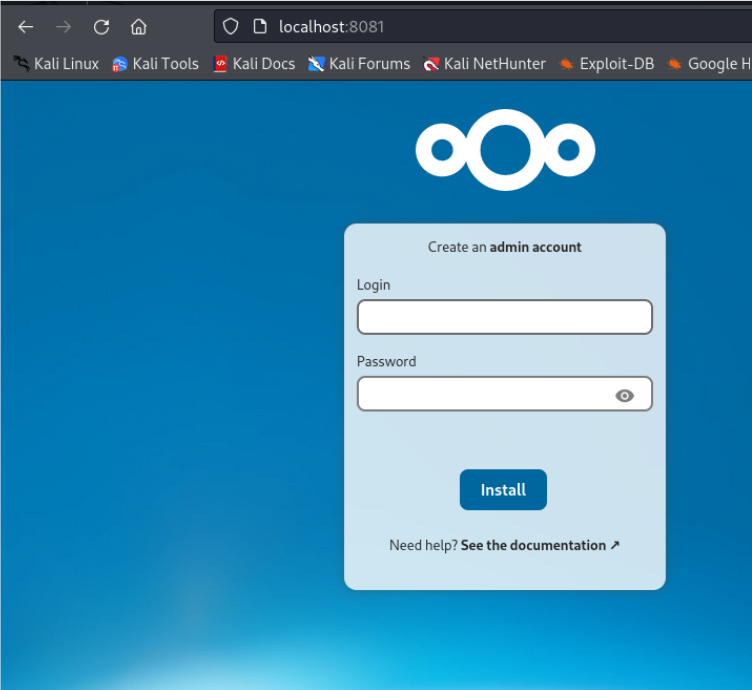 localhost:8081
Kali Linux Kali Tools Kali Docs Kali Forums Kali NetHunter Exploit-DB Google H
Create an admin account
Login
Password
Install
Need help? See the documentation ↗